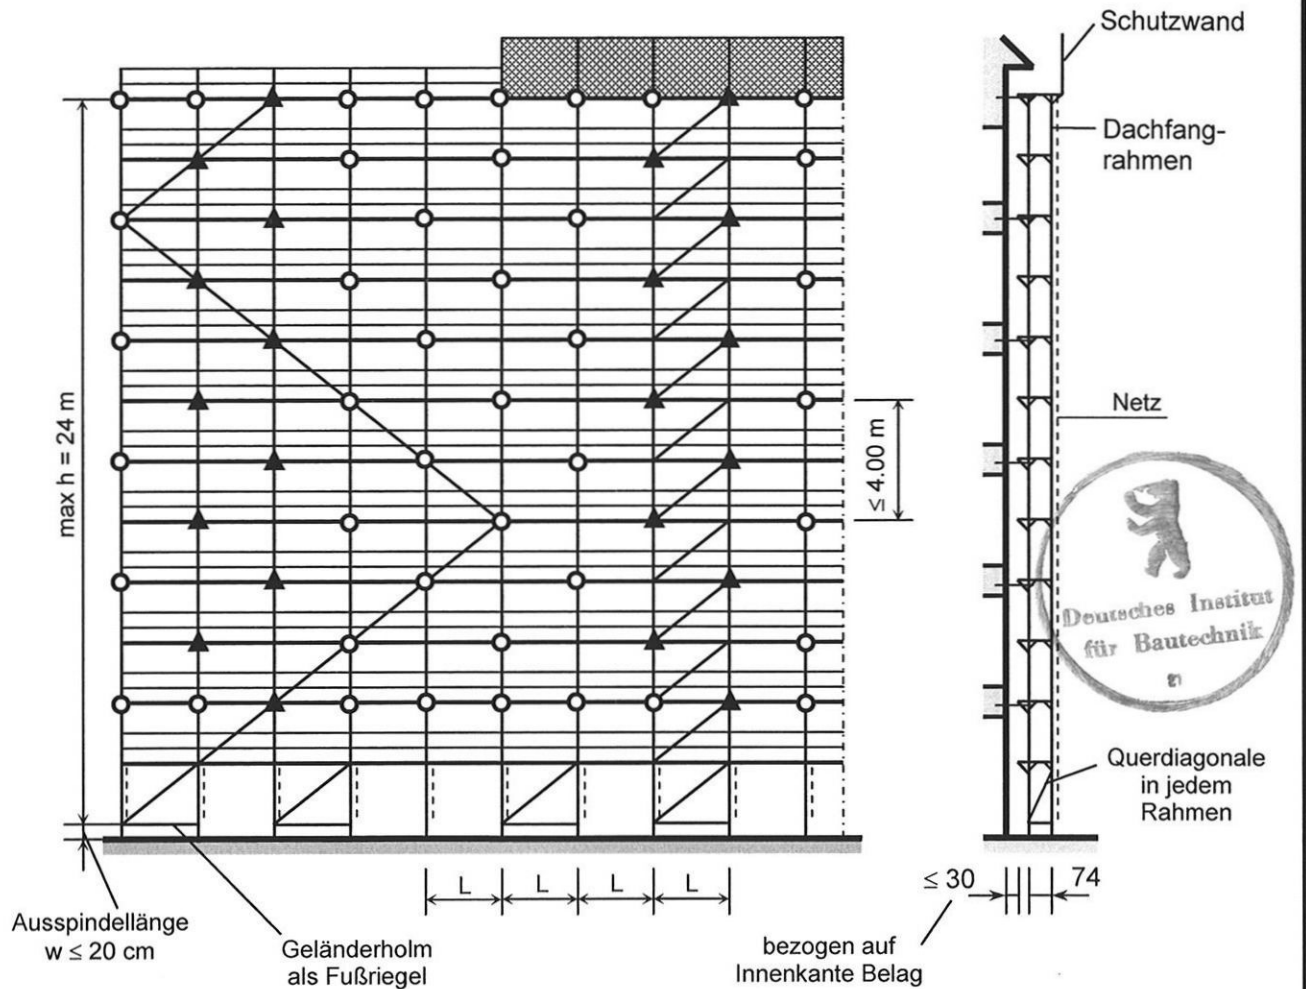 Schutzwand
Dachfang-
rahmen
max h = 24 m
Netz
≤ 4.00 m
Deutsches Institut
für Bautechnik
Querdiagonale
in jedem
Rahmen
L
L
L
L
≤ 30
74
Ausspindellänge
w ≤ 20 cm
Geländerholm
als Fußriegel
bezogen auf
Innenkante Belag